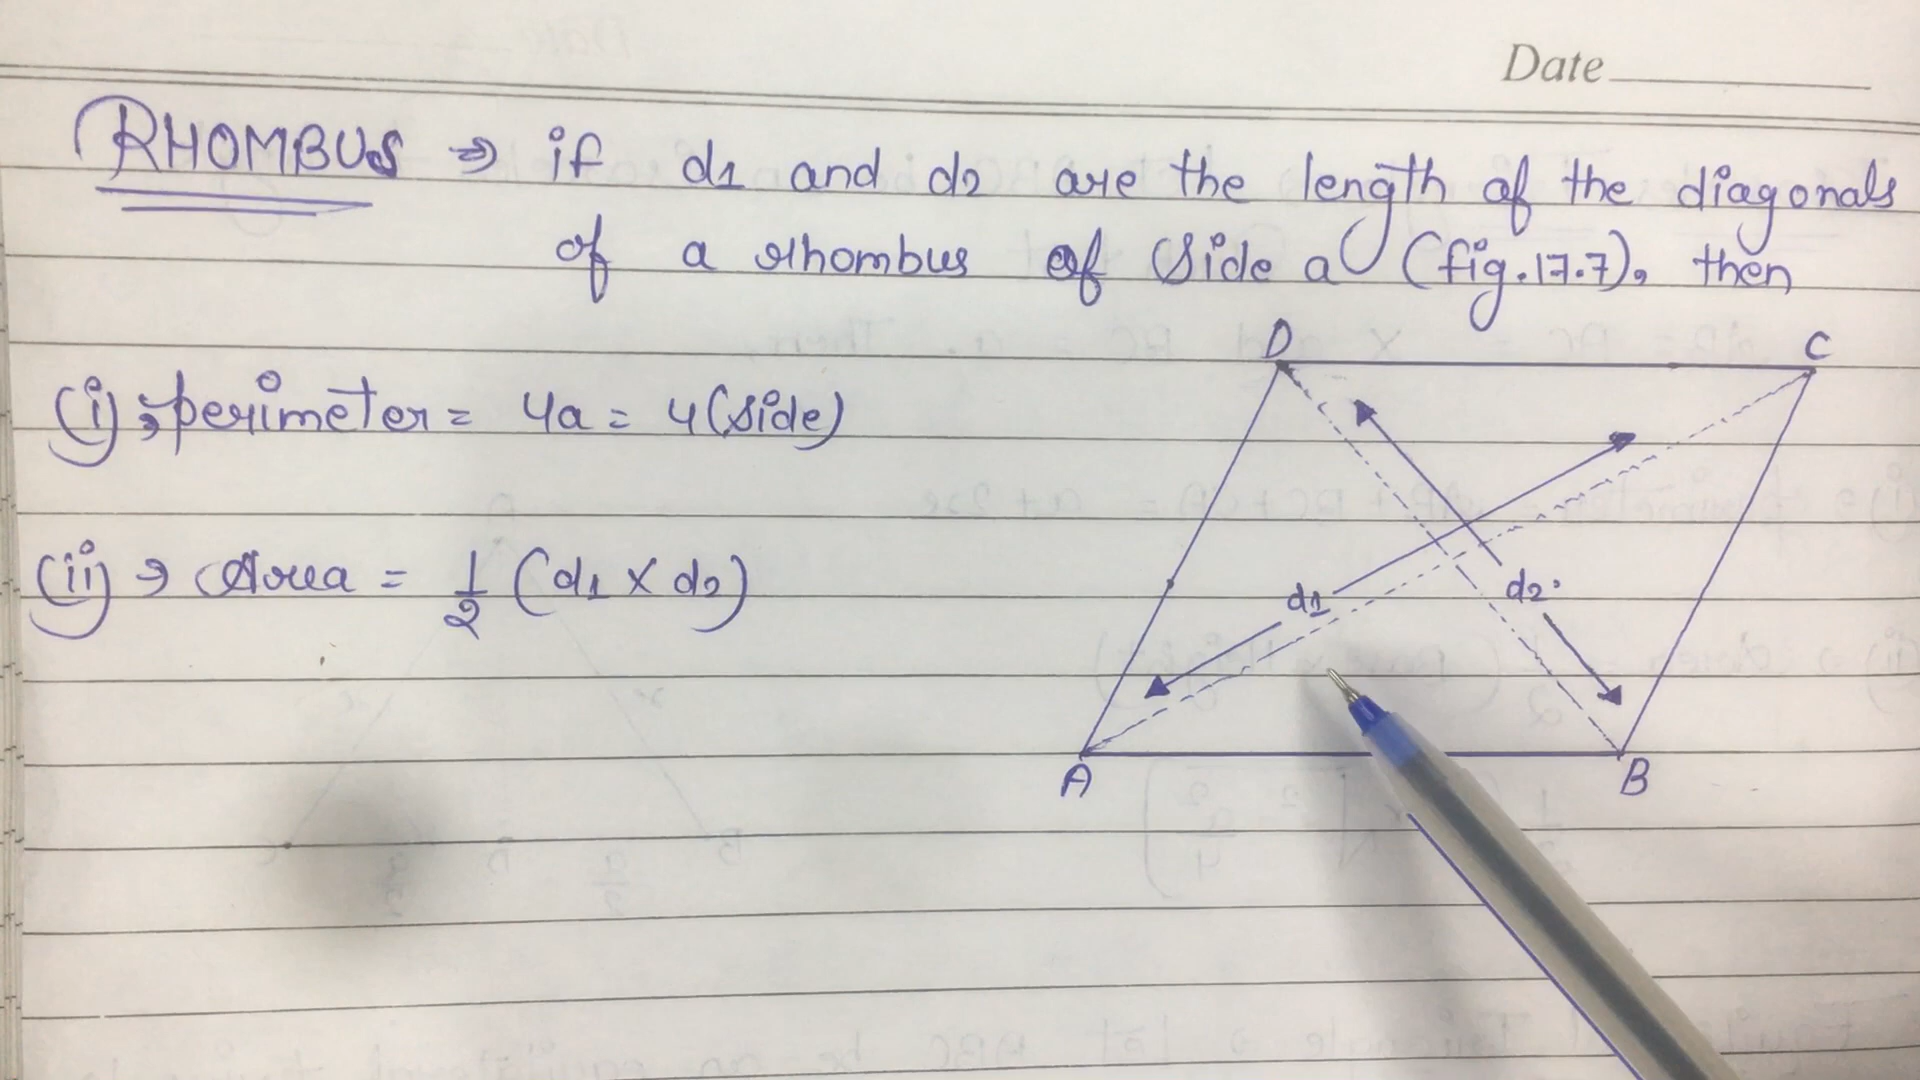 Date
RHOMBUS ⇒ if d1 and d2 are the length of the diagonals
of a rhombus of side a (fig.17.7), then
(i) → perimeter = 4a = 4(side)
(ii) → Area = 1/2 (d1 × d2)
D C
d1 d2
A B